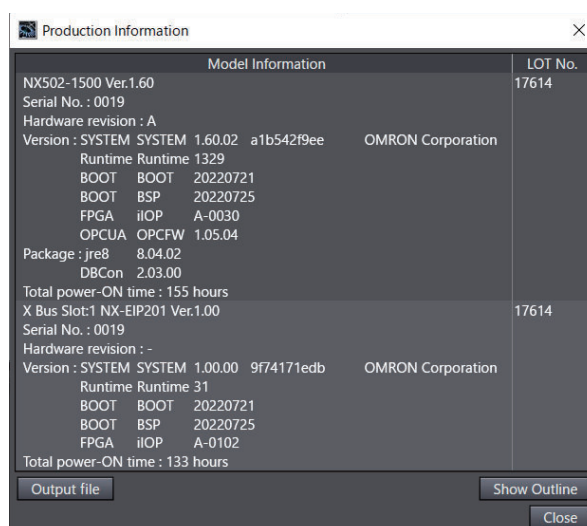 Production Information
Model Information LOT No.
NX502-1500 Ver.1.60 17614
Serial No. : 0019
Hardware revision : A
Version : SYSTEM SYSTEM 1.60.02 a1b542f9ee OMRON Corporation
Runtime Runtime 1329
BOOT BOOT 20220721
BOOT BSP 20220725
FPGA iIOP A-0030
OPCUA OPCFW 1.05.04
Package : jre8 8.04.02
DBCon 2.03.00
Total power-ON time : 155 hours
X Bus Slot:1 NX-EIP201 Ver.1.00 17614
Serial No. : 0019
Hardware revision : -
Version : SYSTEM SYSTEM 1.00.00 9f74171edb OMRON Corporation
Runtime Runtime 31
BOOT BOOT 20220721
BOOT BSP 20220725
FPGA iIOP A-0102
Total power-ON time : 133 hours
Output file Show Outline
Close